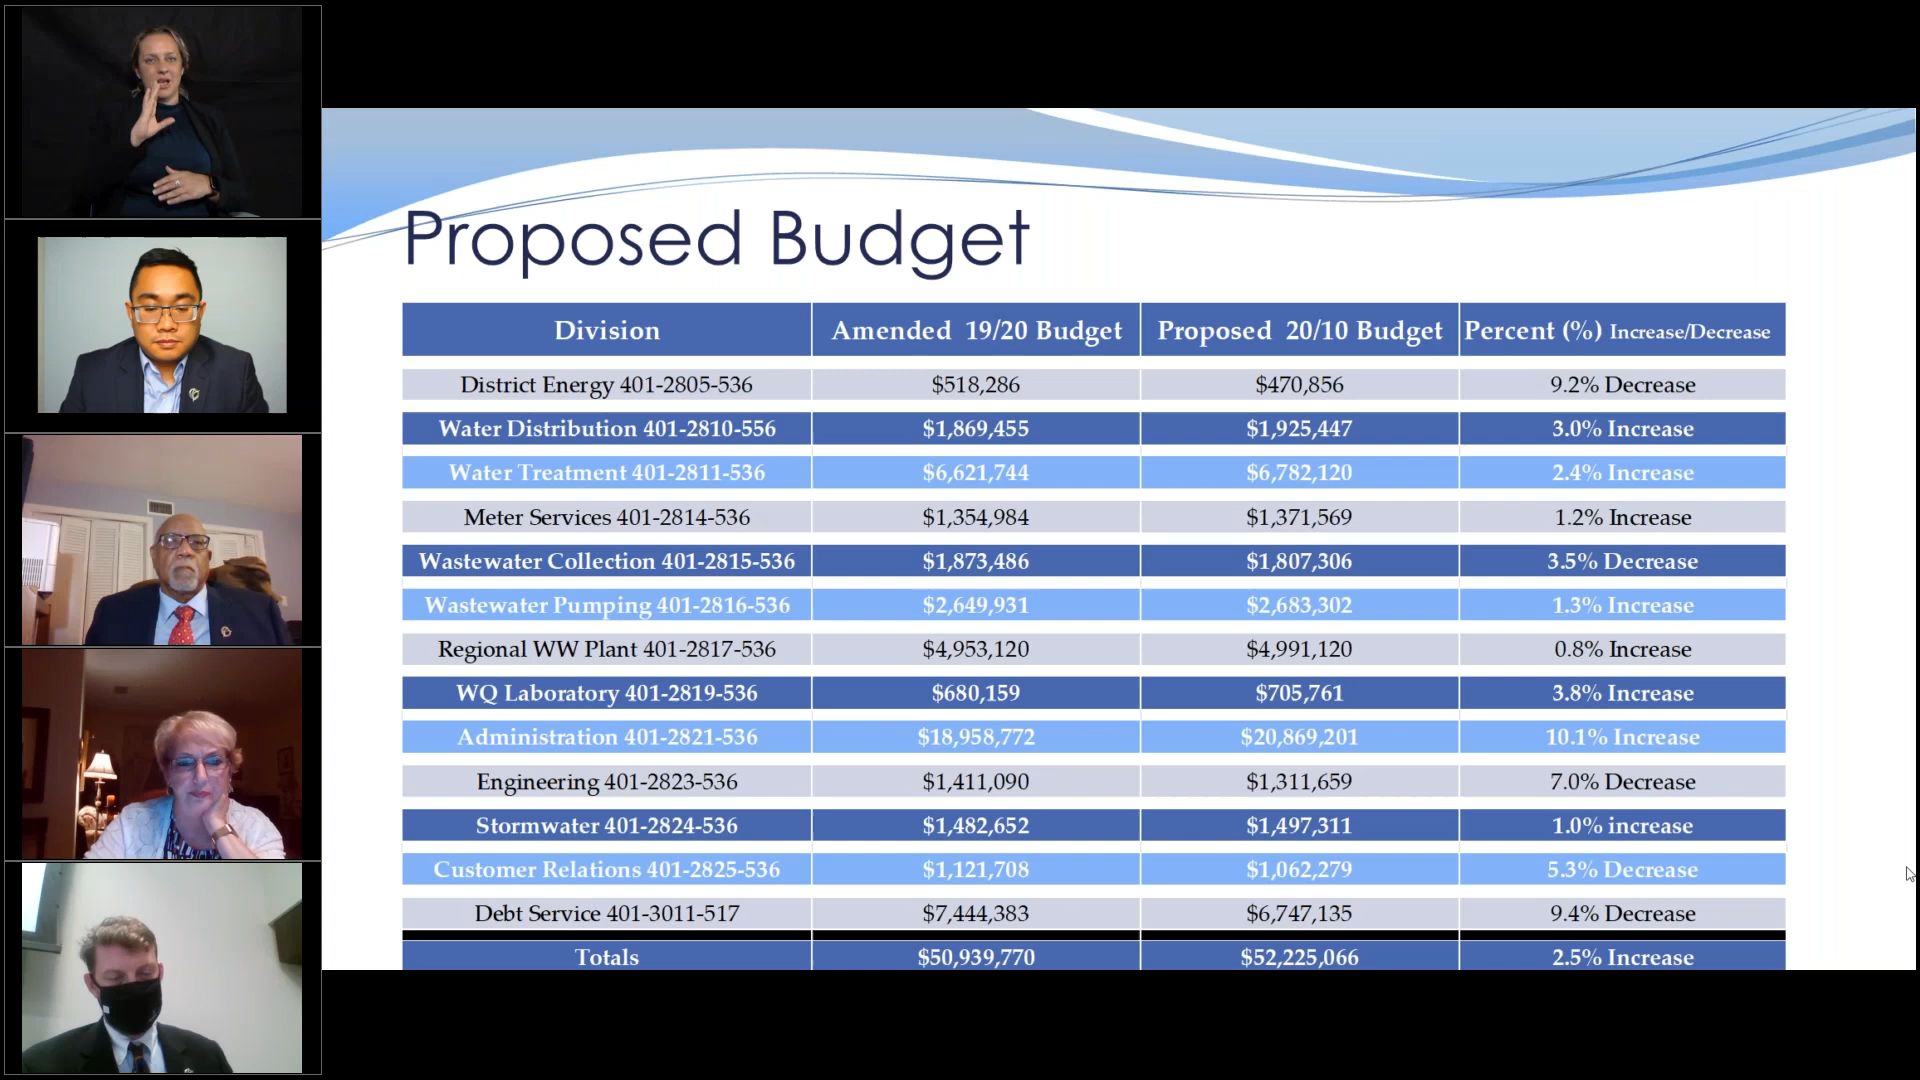 Proposed Budget
Division Amended 19/20 Budget Proposed 20/10 Budget Percent (%) Increase/Decrease
District Energy 401-2805-536 $518,286 $470,856 9.2% Decrease
Water Distribution 401-2810-556 $1,869,455 $1,925,447 3.0% Increase
Water Treatment 401-2811-536 $6,621,744 $6,782,120 2.4% Increase
Meter Services 401-2814-536 $1,354,984 $1,371,569 1.2% Increase
Wastewater Collection 401-2815-536 $1,873,486 $1,807,306 3.5% Decrease
Wastewater Pumping 401-2816-536 $2,649,931 $2,683,302 1.3% Increase
Regional WW Plant 401-2817-536 $4,953,120 $4,991,120 0.8% Increase
WQ Laboratory 401-2819-536 $680,159 $705,761 3.8% Increase
Administration 401-2821-536 $18,958,772 $20,869,201 10.1% Increase
Engineering 401-2823-536 $1,411,090 $1,311,659 7.0% Decrease
Stormwater 401-2824-536 $1,482,652 $1,497,311 1.0% increase
Customer Relations 401-2825-536 $1,121,708 $1,062,279 5.3% Decrease
Debt Service 401-3011-517 $7,444,383 $6,747,135 9.4% Decrease
Totals $50,939,770 $52,225,066 2.5% Increase